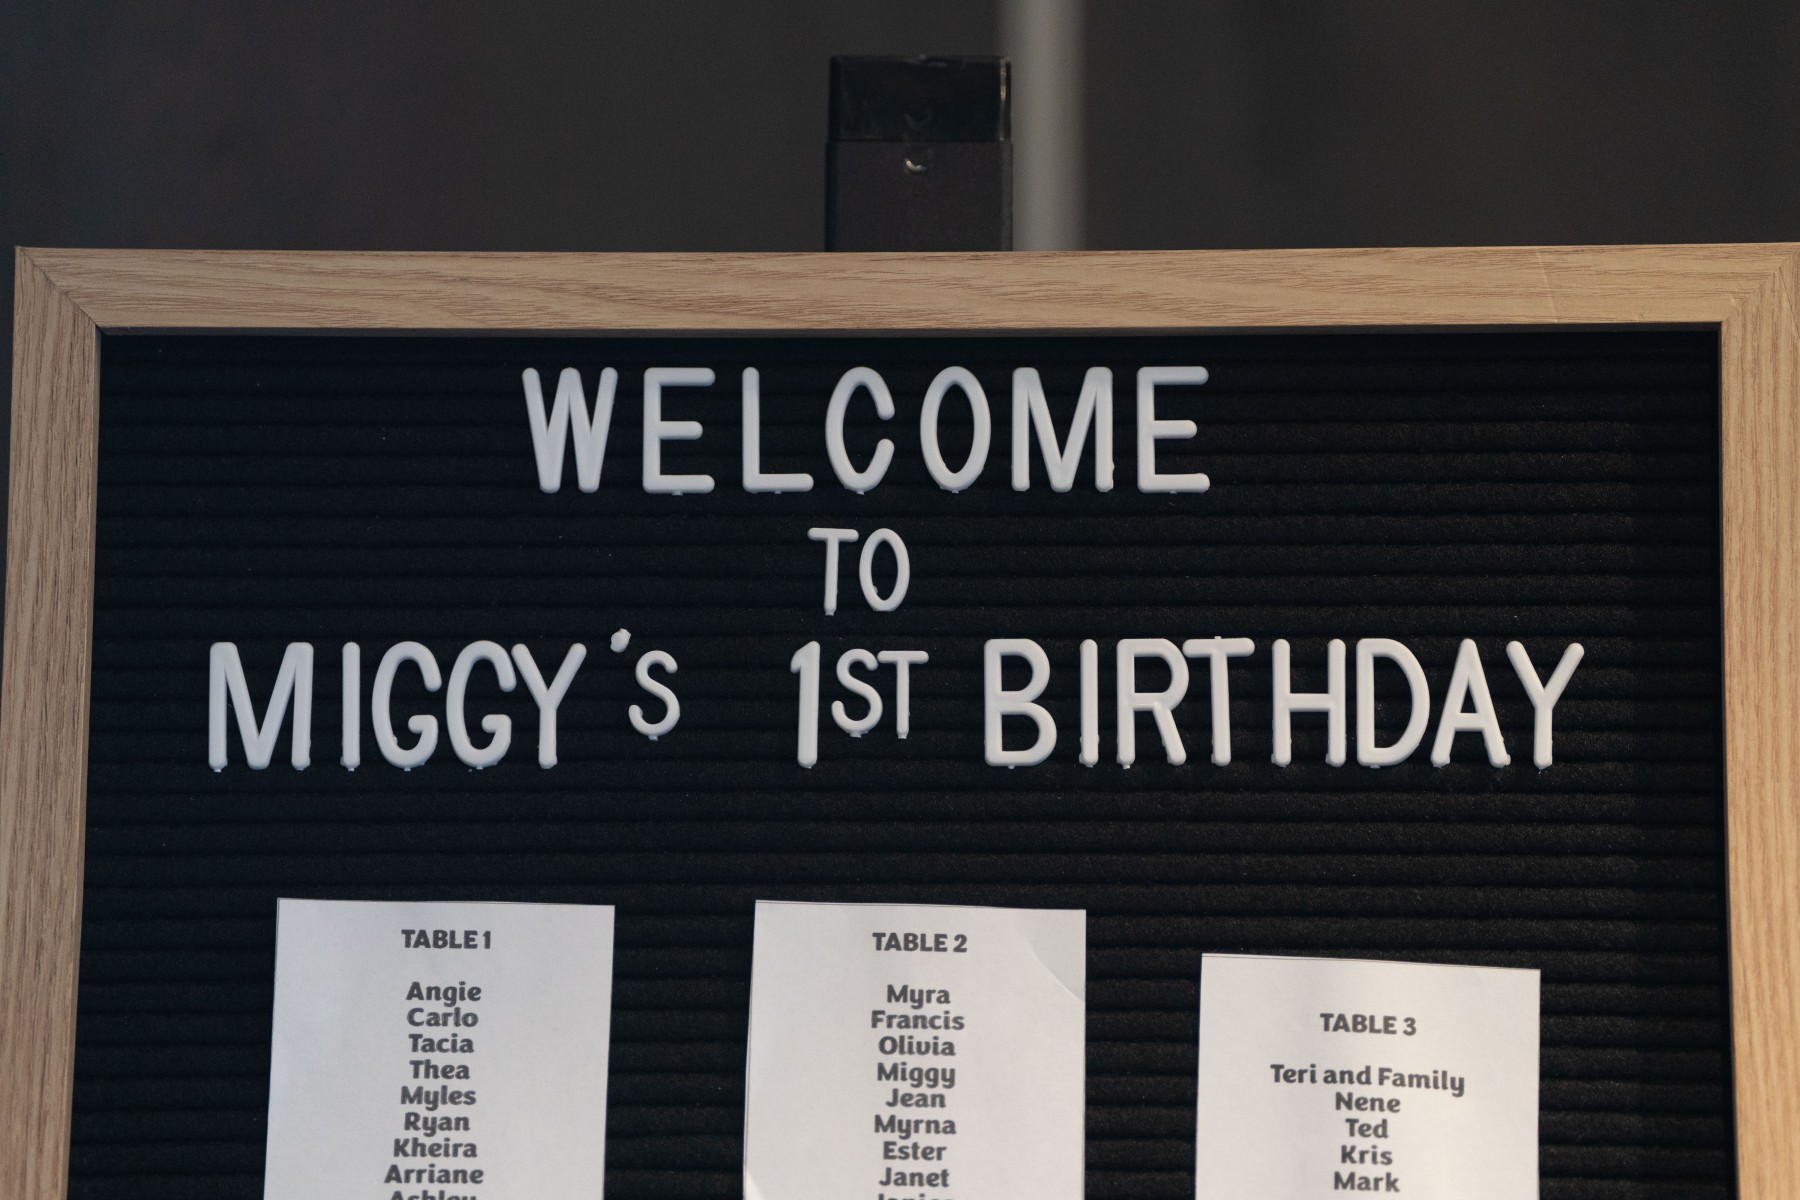 WELCOME
TO
MIGGY'S 1ST BIRTHDAY
TABLE 1
Angie
Carlo
Tacia
Thea
Myles
Ryan
Kheira
Arriane
Ashley
TABLE 2
Myra
Francis
Olivia
Miggy
Jean
Myrna
Ester
Janet
TABLE 3
Teri and Family
Nene
Ted
Kris
Mark